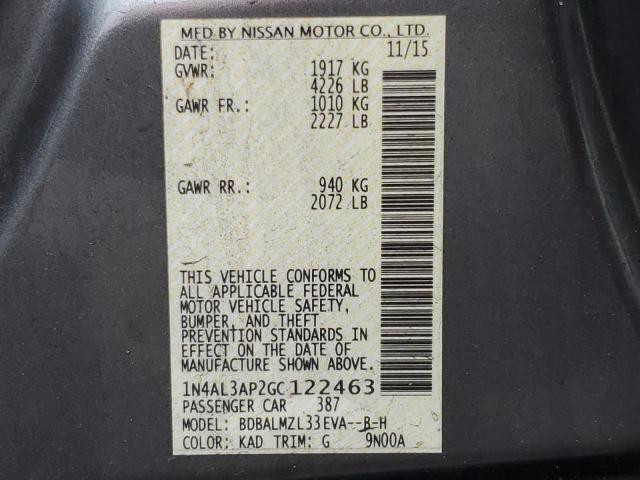 MFD BY NISSAN MOTOR CO., LTD.
DATE: 11/15
GVWR: 1917 KG
4226 LB
GAWR FR.: 1010 KG
2227 LB
GAWR RR.: 940 KG
2072 LB
THIS VEHICLE CONFORMS TO
ALL APPLICABLE FEDERAL
MOTOR VEHICLE SAFETY,
BUMPER, AND THEFT
PREVENTION STANDARDS IN
EFFECT ON THE DATE OF
MANUFACTURE SHOWN ABOVE.
1N4AL3AP2GC122463
PASSENGER CAR 387
MODEL: BDBALMZL33EVA--B-H
COLOR: KAD TRIM: G 9N00A